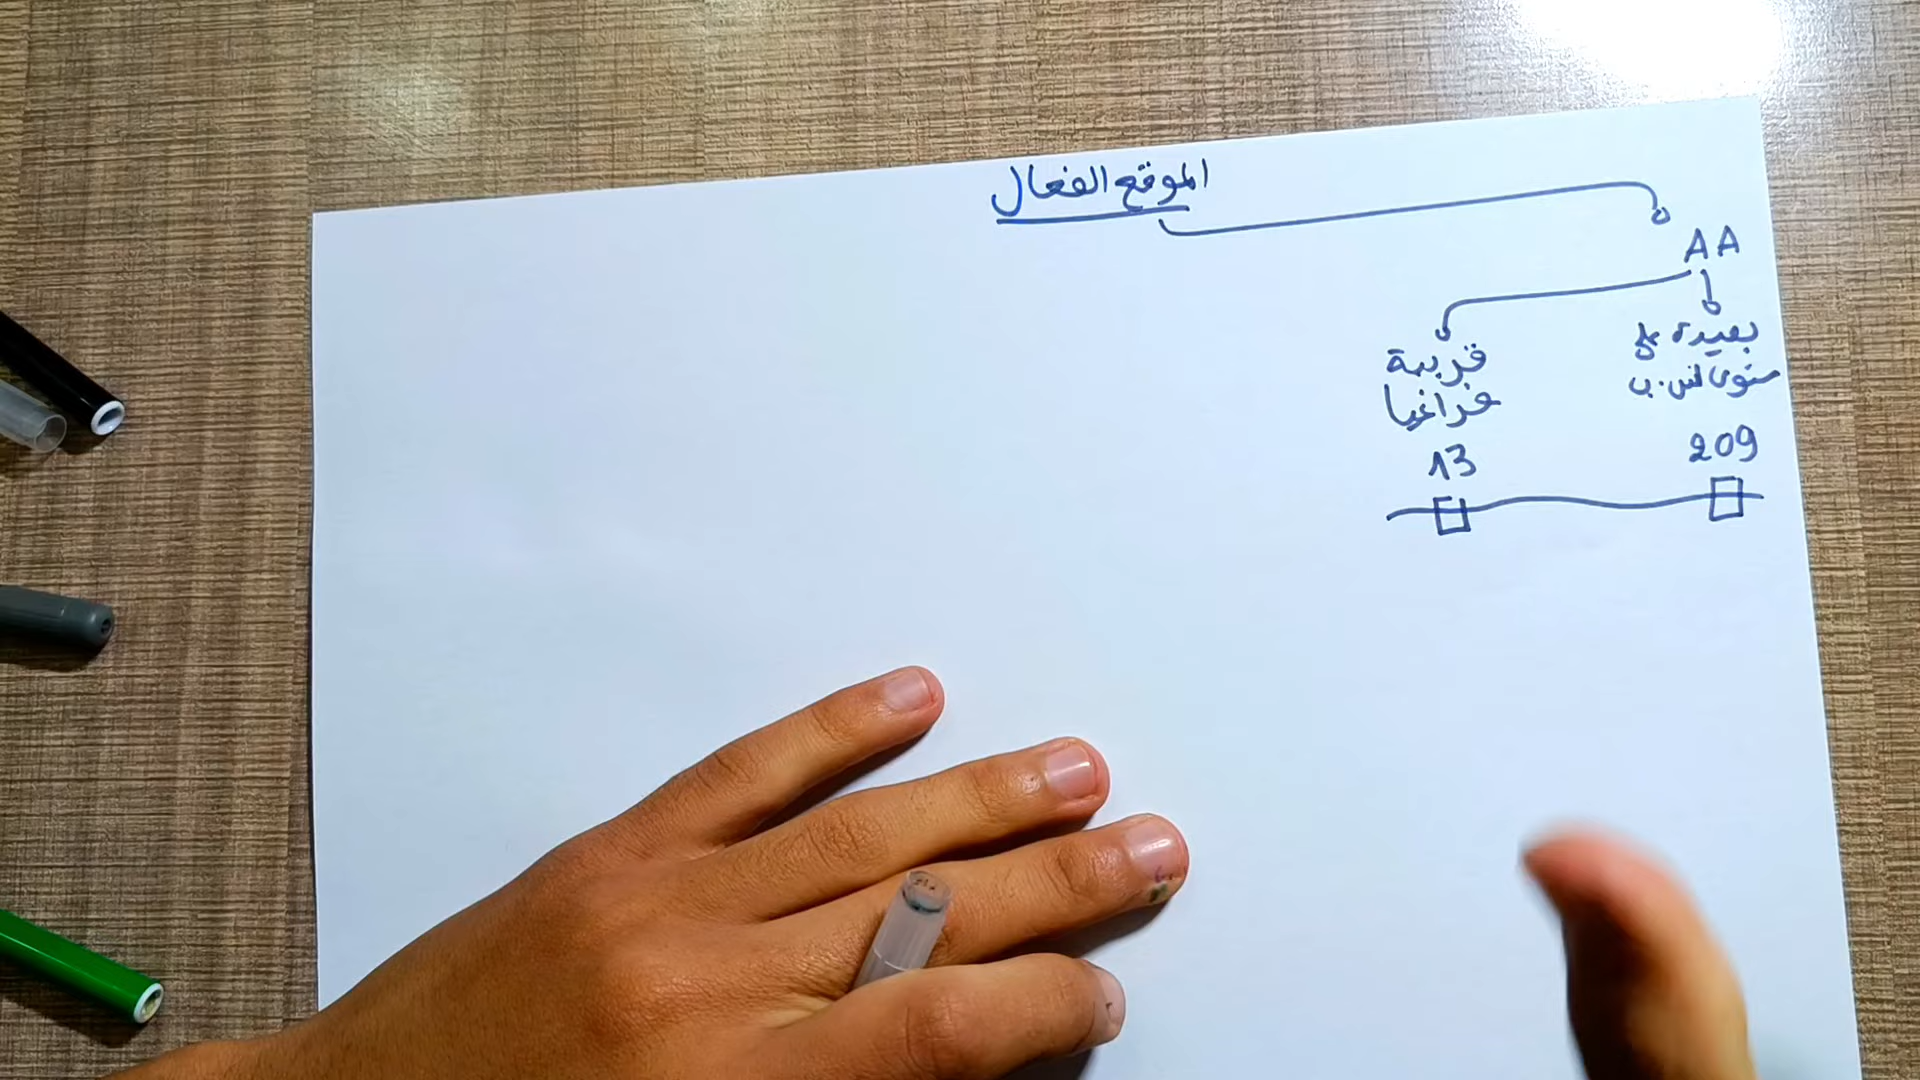 الموقع الفعال
AA
بعيدة في
مستوى البنية
209
قريبة
فراغيا
13